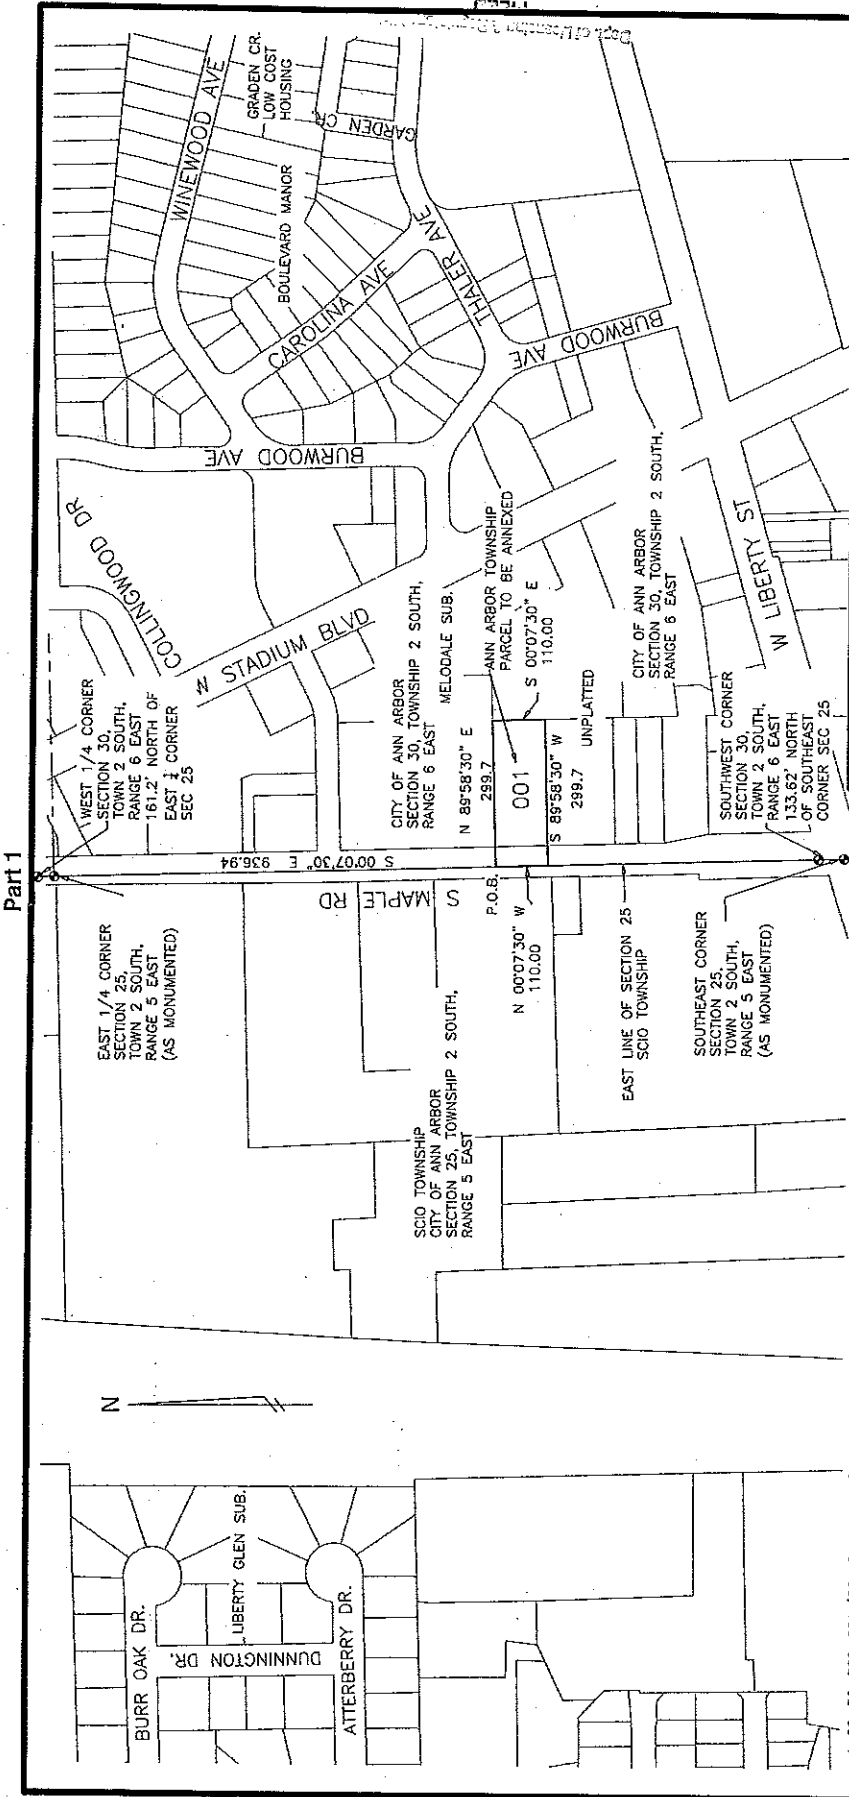 Part 1
BURR OAK DR.
LIBERTY GLEN SUB.
DUNNINGTON DR.
ATTERBERRY DR.
N
EAST 1/4 CORNER
SECTION 25,
TOWN 2 SOUTH,
RANGE 5 EAST
(AS MONUMENTED)
SCIO TOWNSHIP
CITY OF ANN ARBOR
SECTION 25, TOWNSHIP 2 SOUTH,
RANGE 5 EAST
EAST LINE OF SECTION 25
SCIO TOWNSHIP
SOUTHEAST CORNER
SECTION 25,
TOWN 2 SOUTH,
RANGE 5 EAST
(AS MONUMENTED)
S MAPLE RD
P.O.B.
N 00°07'30" W
110.00
S 00°07'30" E 936.94
WEST 1/4 CORNER
SECTION 30,
TOWN 2 SOUTH,
RANGE 6 EAST
161.2' NORTH OF
EAST 1/4 CORNER
SEC 25
CITY OF ANN ARBOR
SECTION 30, TOWNSHIP 2 SOUTH,
RANGE 6 EAST
MELODALE SUB.
N 89°58'30" E
299.7
001
S 89°58'30" W
299.7
UNPLATTED
ANN ARBOR TOWNSHIP
PARCEL TO BE ANNEXED
S 00°07'30" E
110.00
CITY OF ANN ARBOR
SECTION 30, TOWNSHIP 2 SOUTH,
RANGE 6 EAST
SOUTHWEST CORNER
SECTION 30,
TOWN 2 SOUTH,
RANGE 6 EAST
133.62' NORTH
OF SOUTHEAST
CORNER SEC 25
COLLINGWOOD DR
W STADIUM BLVD
W LIBERTY ST
BURWOOD AVE
BURWOOD AVE
CAROLINA AVE
THALER AVE
WINEWOOD AVE
BOULEVARD MANOR
GRADEN CR.
LOW COST
HOUSING
GARDEN CR.